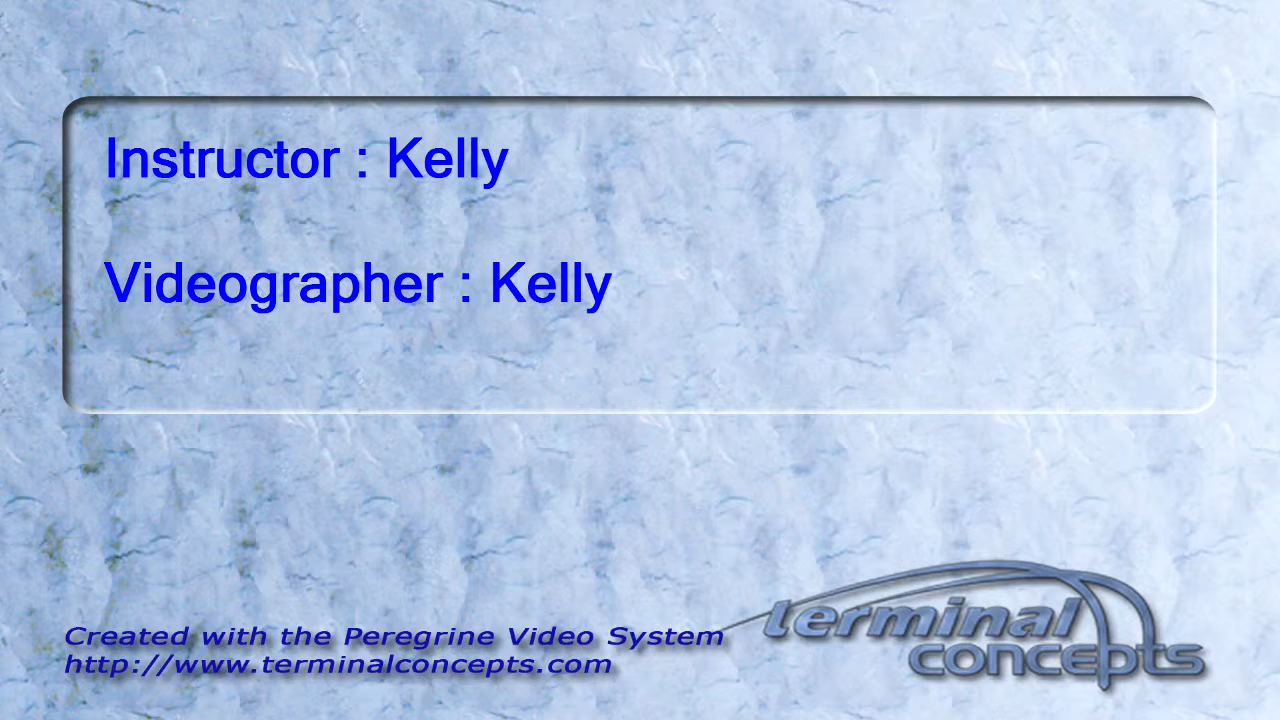 Instructor : Kelly
Videographer : Kelly
Created with the Peregrine Video System
http://www.terminalconcepts.com
terminal
concepts